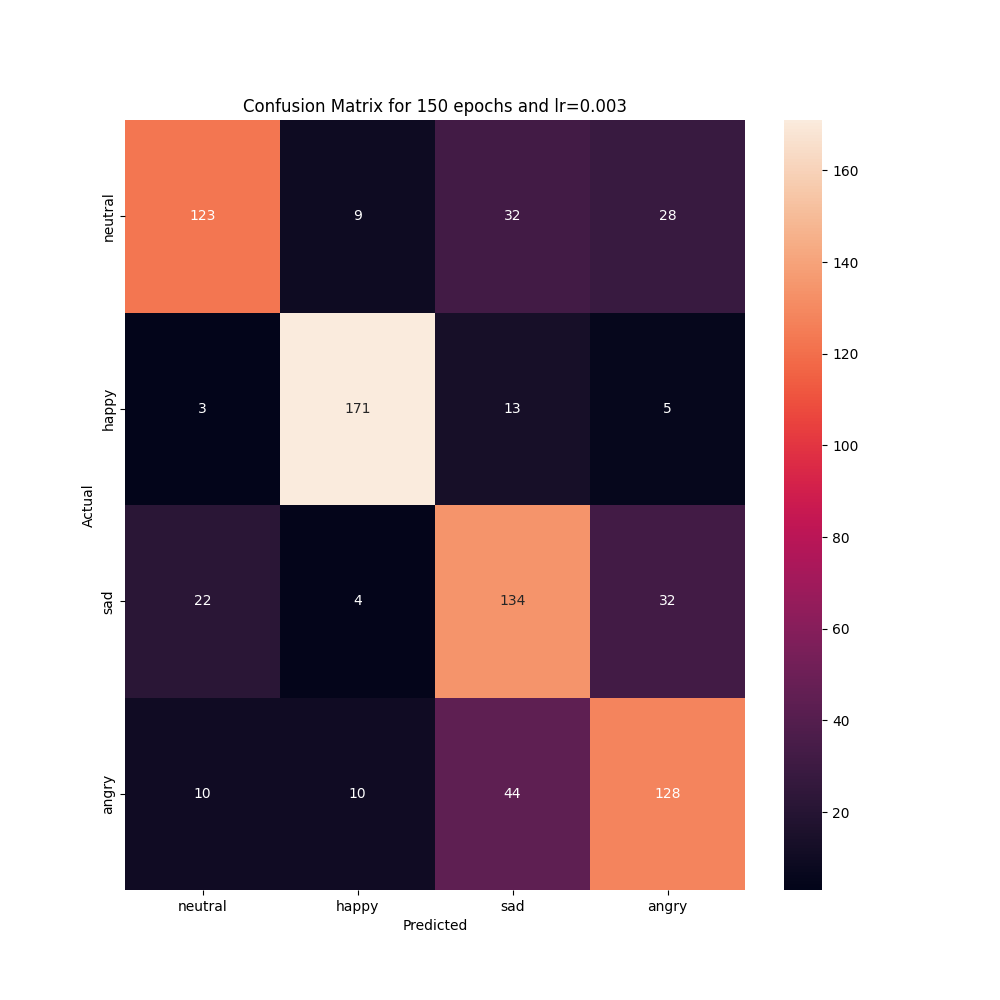 Confusion Matrix for 150 epochs and lr=0.003
neutral 123 9 32 28
happy 3 171 13 5
sad 22 4 134 32
angry 10 10 44 128
Actual
neutral happy sad angry
Predicted
160
140
120
100
80
60
40
20